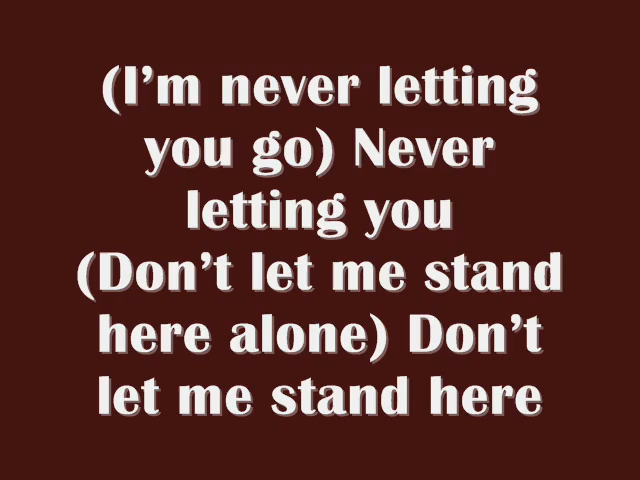 (I’m never letting
you go) Never
letting you
(Don’t let me stand
here alone) Don’t
let me stand here